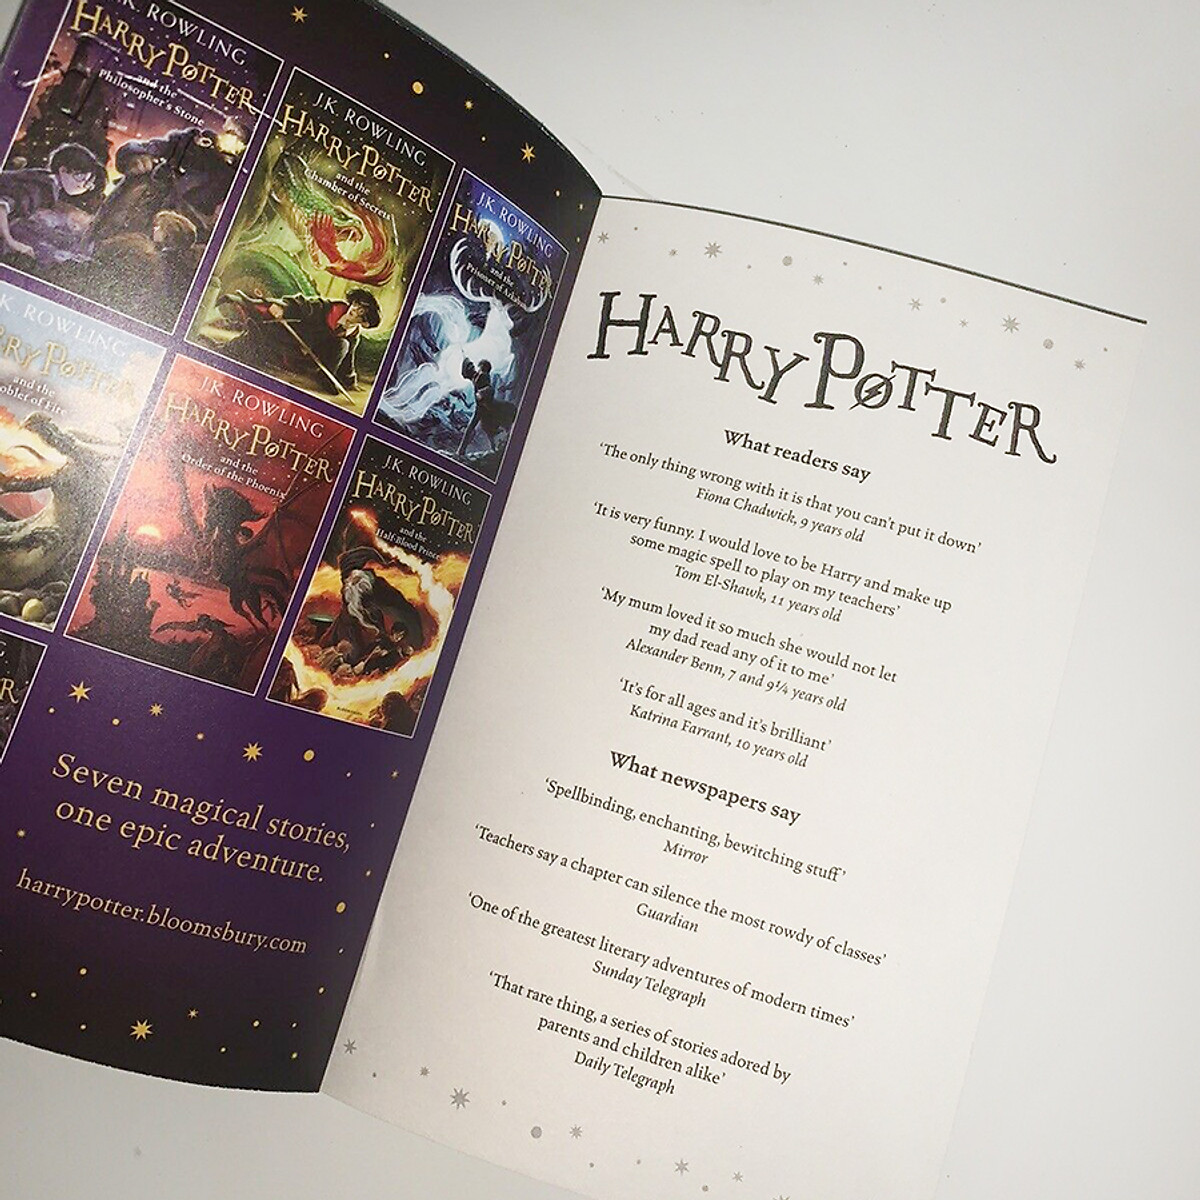 J.K. ROWLING
HARRY POTTER
and the
Philosopher's Stone
J.K. ROWLING
HARRY POTTER
and the
Chamber of Secrets
J.K. ROWLING
HARRY POTTER
and the
Prisoner of Azkaban
K. ROWLING
RRY POTTER
and the
oblet of Fire
J.K. ROWLING
HARRY POTTER
and the
Order of the Phoenix
J.K. ROWLING
HARRY POTTER
and the
Half-Blood Prince
Seven magical stories,
one epic adventure.
harrypotter.bloomsbury.com
HARRY POTTER
What readers say
‘The only thing wrong with it is that you can’t put it down’
Fiona Chadwick, 9 years old
‘It is very funny. I would love to be Harry and make up
some magic spell to play on my teachers’
Tom El-Shawk, 11 years old
‘My mum loved it so much she would not let
my dad read any of it to me’
Alexander Benn, 7 and 9¼ years old
‘It’s for all ages and it’s brilliant’
Katrina Farrant, 10 years old
What newspapers say
‘Spellbinding, enchanting, bewitching stuff’
Mirror
‘Teachers say a chapter can silence the most rowdy of classes’
Guardian
‘One of the greatest literary adventures of modern times’
Sunday Telegraph
‘That rare thing, a series of stories adored by
parents and children alike’
Daily Telegraph